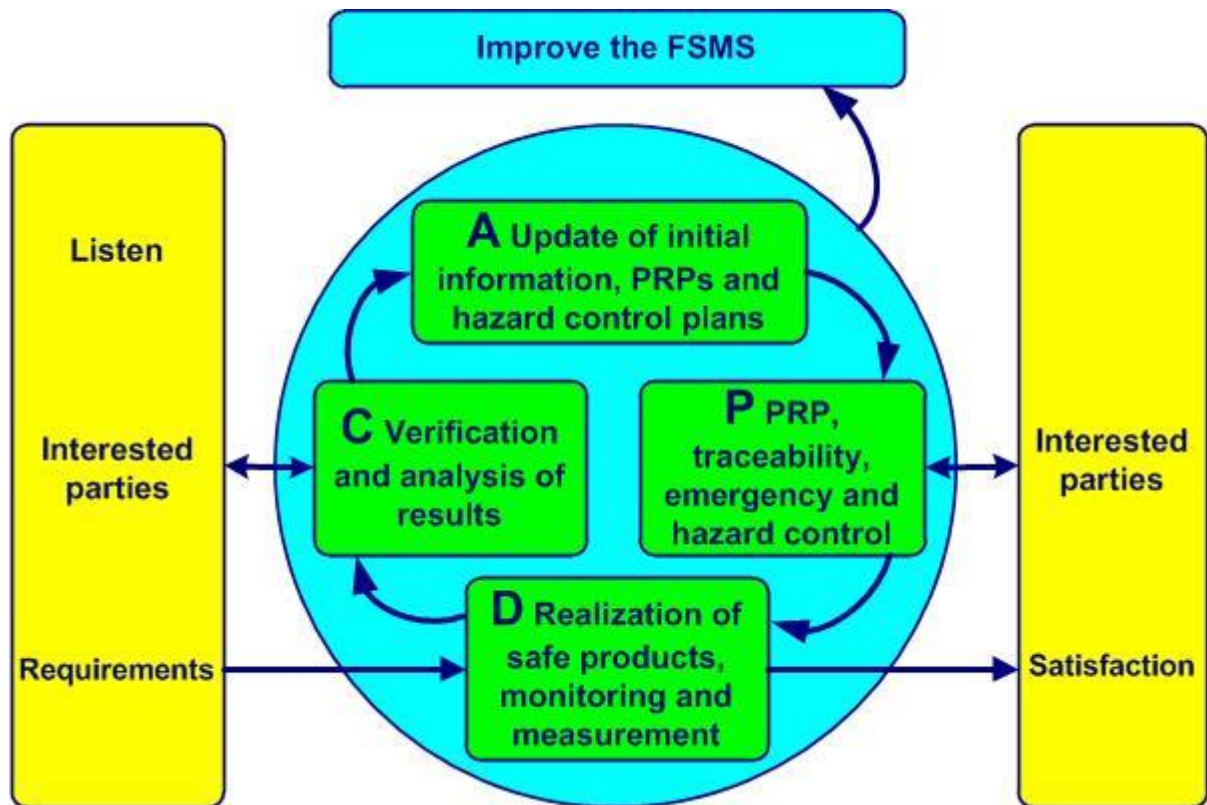 Improve the FSMS
Listen
Interested
parties
Requirements
A Update of initial
information, PRPs and
hazard control plans
C Verification
and analysis of
results
P PRP,
traceability,
emergency and
hazard control
D Realization of
safe products,
monitoring and
measurement
Interested
parties
Satisfaction